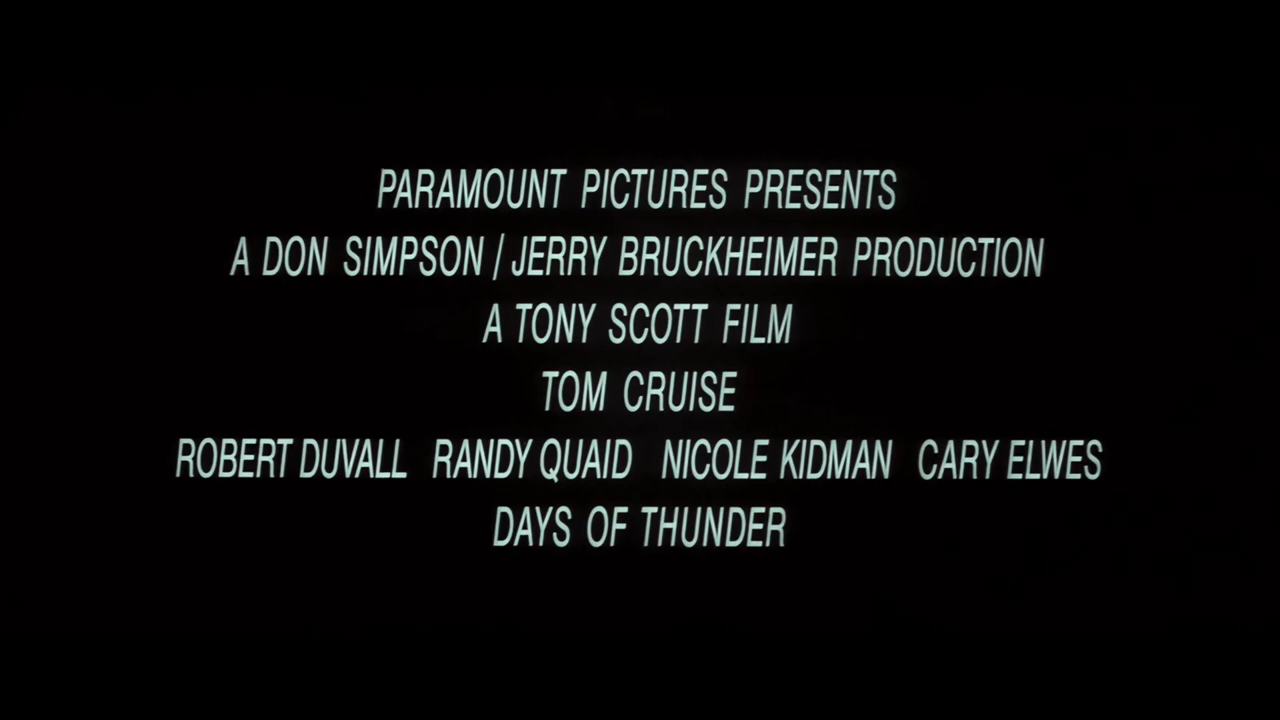 PARAMOUNT PICTURES PRESENTS
A DON SIMPSON / JERRY BRUCKHEIMER PRODUCTION
A TONY SCOTT FILM
TOM CRUISE
ROBERT DUVALL RANDY QUAID NICOLE KIDMAN CARY ELWES
DAYS OF THUNDER